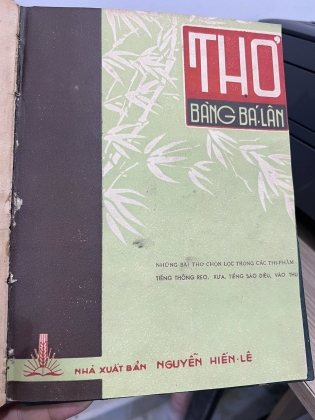 THƠ
BÀNG BÁ LÂN
NHỮNG BÀI THƠ CHỌN LỌC TRONG CÁC THI-PHẨM
TIẾNG THÔNG REO, XƯA, TIẾNG SÁO DIỀU, VÀO THU
NHÀ XUẤT BẢN NGUYỄN HIẾN-LÊ